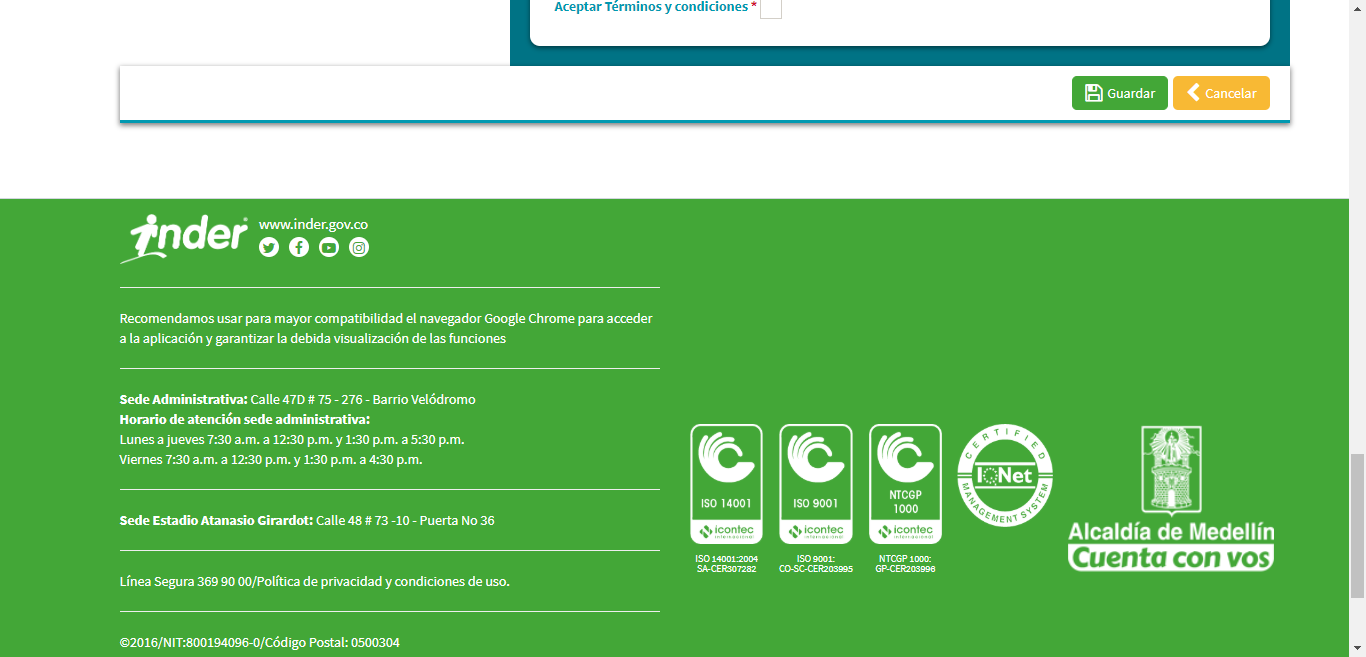 Aceptar Términos y condiciones *
Guardar
Cancelar
inder
www.inder.gov.co
Recomendamos usar para mayor compatibilidad el navegador Google Chrome para acceder
a la aplicación y garantizar la debida visualización de las funciones
Sede Administrativa: Calle 47D # 75 - 276 - Barrio Velódromo
Horario de atención sede administrativa:
Lunes a jueves 7:30 a.m. a 12:30 p.m. y 1:30 p.m. a 5:30 p.m.
Viernes 7:30 a.m. a 12:30 p.m. y 1:30 p.m. a 4:30 p.m.
Sede Estadio Atanasio Girardot: Calle 48 # 73 -10 - Puerta No 36
Línea Segura 369 90 00/Política de privacidad y condiciones de uso.
©2016/NIT:800194096-0/Código Postal: 0500304
ISO 14001
icontec
internacional
ISO 14001:2004
SA-CER307282
ISO 9001
icontec
internacional
ISO 9001:
CO-SC-CER203995
NTCGP
1000
icontec
internacional
NTCGP 1000:
GP-CER203996
CERTIFIED
IQNet
MANAGEMENT SYSTEM
Alcaldía de Medellín
Cuenta con vos